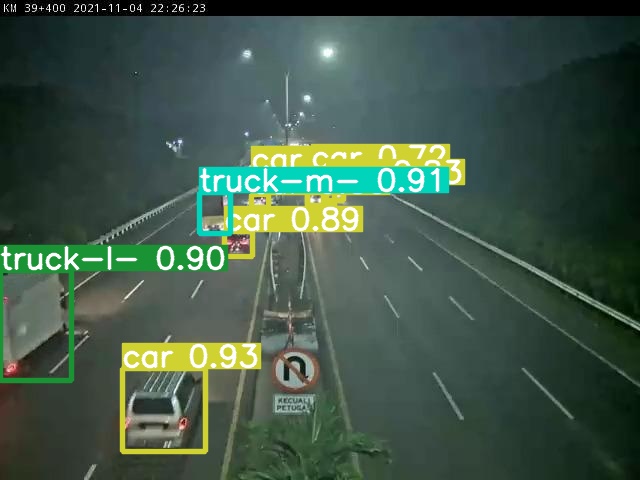 KM 39+400 2021-11-04 22:26:23
car car 0.72
truck-m- 0.91
car 0.89
truck-l- 0.90
car 0.93
KECUALI
PETUGAS